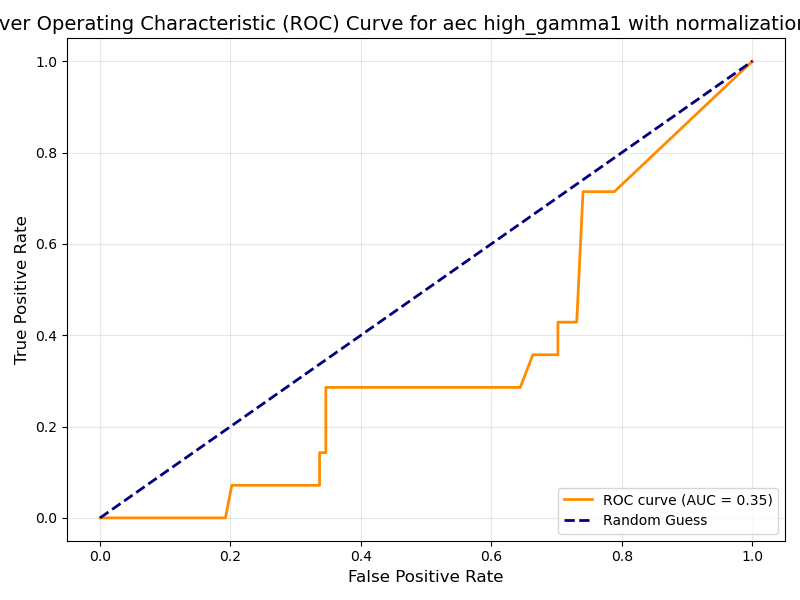 ver Operating Characteristic (ROC) Curve for aec high_gamma1 with normalization
1.0
0.8
0.6
0.4
0.2
0.0
True Positive Rate
0.0 0.2 0.4 0.6 0.8 1.0
False Positive Rate
ROC curve (AUC = 0.35)
Random Guess